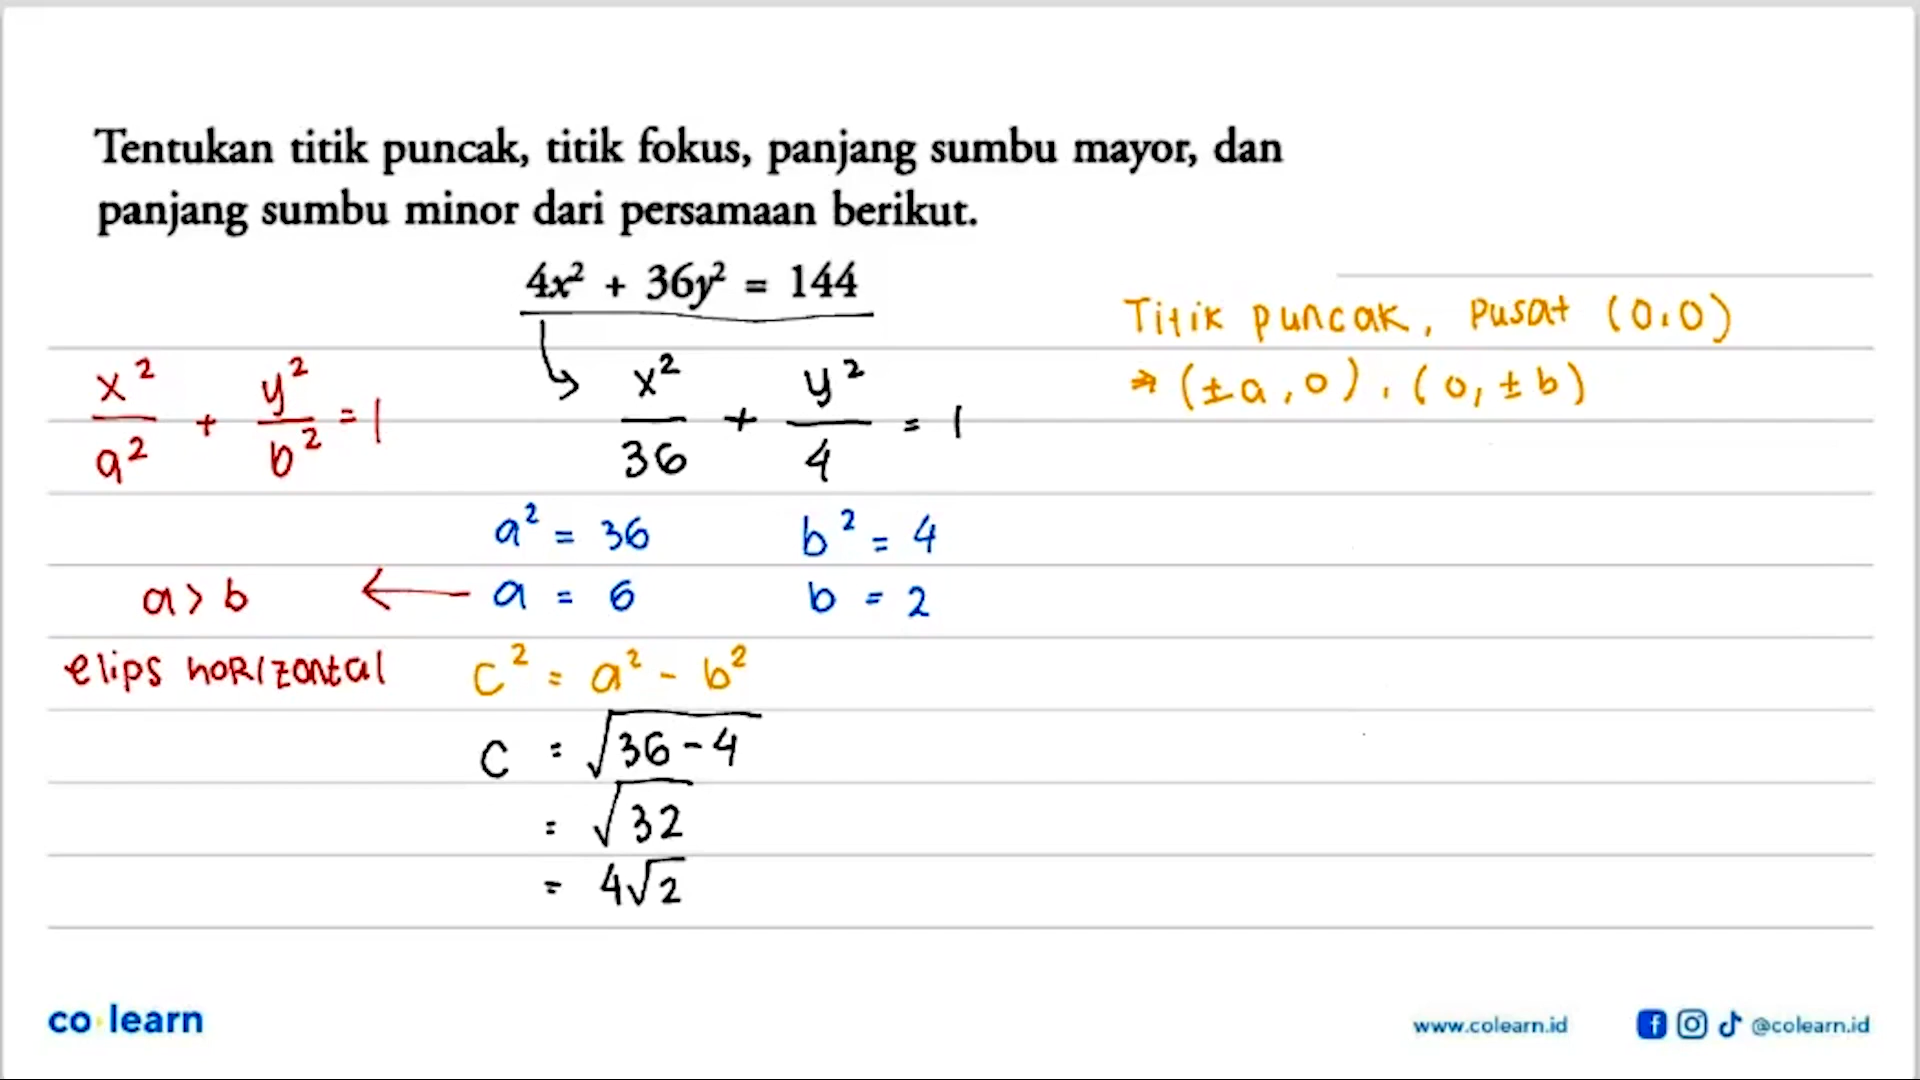 Tentukan titik puncak, titik fokus, panjang sumbu mayor, dan
panjang sumbu minor dari persamaan berikut.
4x² + 36y² = 144
x²/a² + y²/b² = 1
x²/36 + y²/4 = 1
a² = 36 b² = 4
a > b ← a = 6 b = 2
elips horizontal
c² = a² - b²
c = √(36 - 4)
= √32
= 4√2
Titik puncak, pusat (0,0)
→ (±a, 0), (0, ±b)
co learn
www.colearn.id
@colearn.id